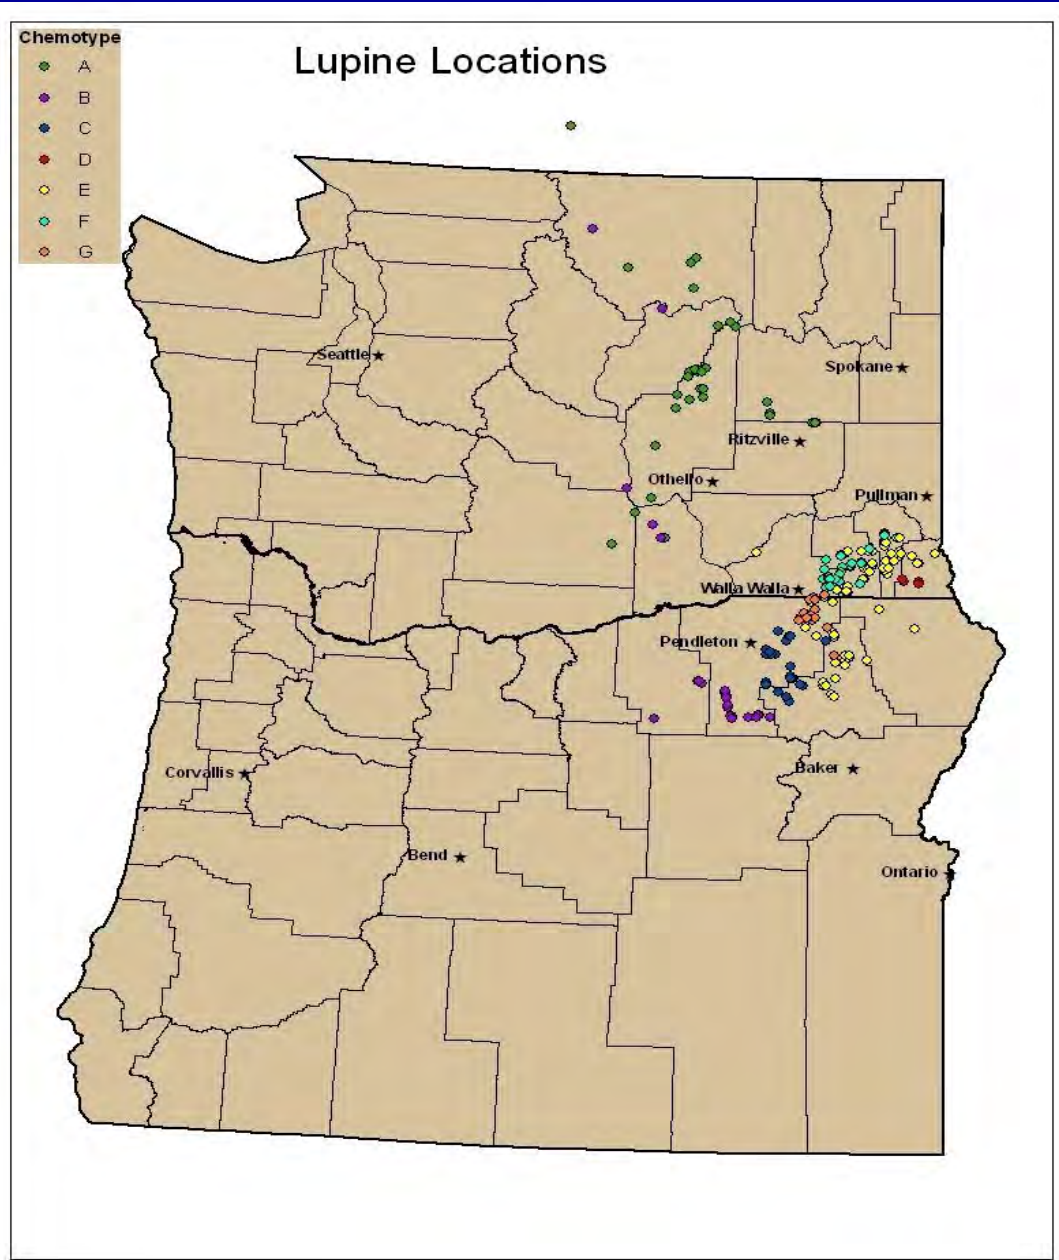 Chemotype
A
B
C
D
E
F
G
Lupine Locations
Seattle
Spokane
Ritzville
Othello
Pullman
Walla Walla
Pendleton
Corvallis
Baker
Bend
Ontario